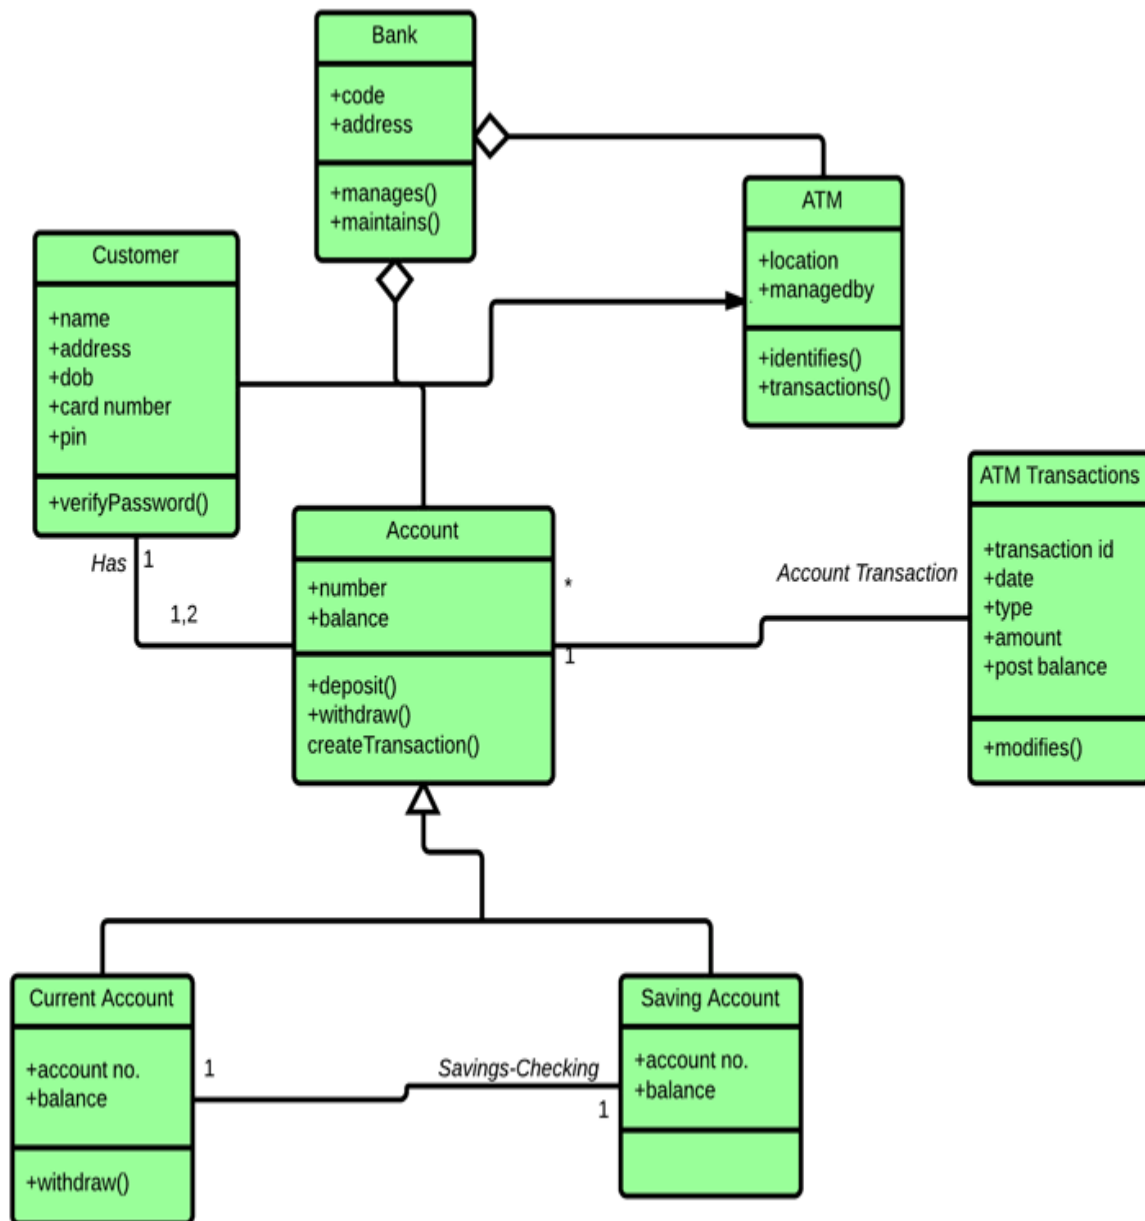 Bank
+code
+address
+manages()
+maintains()
ATM
+location
+managedby
+identifies()
+transactions()
Customer
+name
+address
+dob
+card number
+pin
+verifyPassword()
Has
1
1,2
Account
+number
+balance
+deposit()
+withdraw()
createTransaction()
*
1
Account Transaction
ATM Transactions
+transaction id
+date
+type
+amount
+post balance
+modifies()
Current Account
+account no.
+balance
+withdraw()
1
Savings-Checking
1
Saving Account
+account no.
+balance